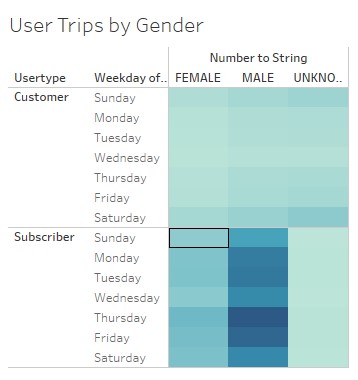 User Trips by Gender
Number to String
Usertype Weekday of.. FEMALE MALE UNKNO..
Customer Sunday
Monday
Tuesday
Wednesday
Thursday
Friday
Saturday
Subscriber Sunday
Monday
Tuesday
Wednesday
Thursday
Friday
Saturday